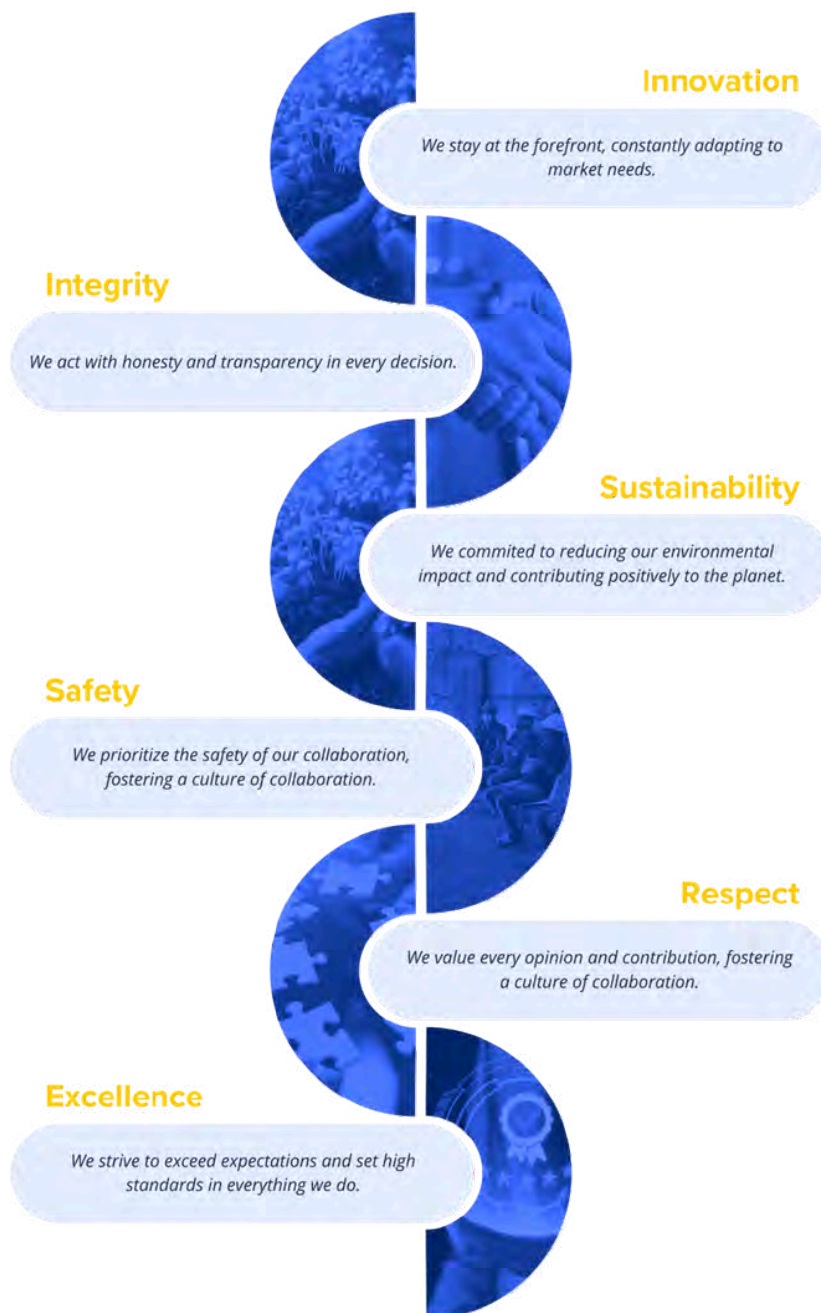 Innovation
We stay at the forefront, constantly adapting to
market needs.
Integrity
We act with honesty and transparency in every decision.
Sustainability
We commited to reducing our environmental
impact and contributing positively to the planet.
Safety
We prioritize the safety of our collaboration,
fostering a culture of collaboration.
Respect
We value every opinion and contribution, fostering
a culture of collaboration.
Excellence
We strive to exceed expectations and set high
standards in everything we do.